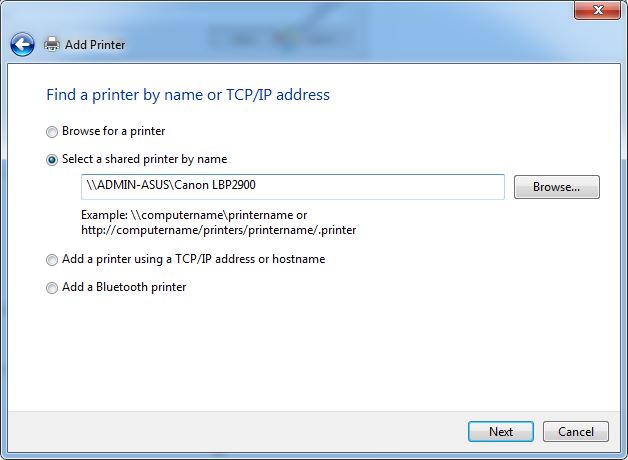 Add Printer
Find a printer by name or TCP/IP address
Browse for a printer
Select a shared printer by name
\\ADMIN-ASUS\Canon LBP2900
Browse...
Example: \\computername\printername or
http://computername/printers/printername/.printer
Add a printer using a TCP/IP address or hostname
Add a Bluetooth printer
Next
Cancel